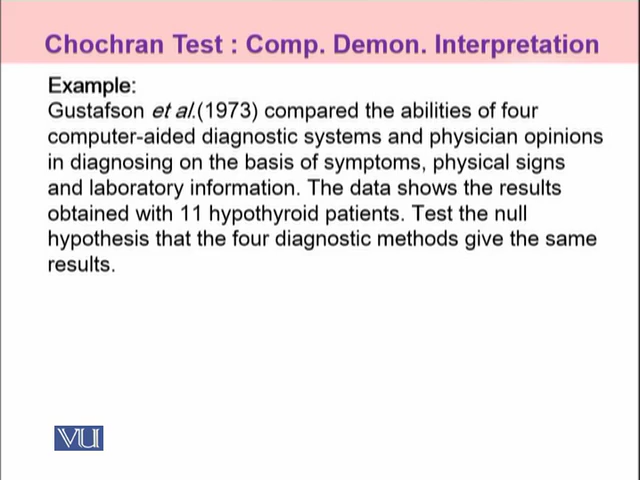 Chochran Test : Comp. Demon. Interpretation
Example:
Gustafson et al.(1973) compared the abilities of four
computer-aided diagnostic systems and physician opinions
in diagnosing on the basis of symptoms, physical signs
and laboratory information. The data shows the results
obtained with 11 hypothyroid patients. Test the null
hypothesis that the four diagnostic methods give the same
results.
VU